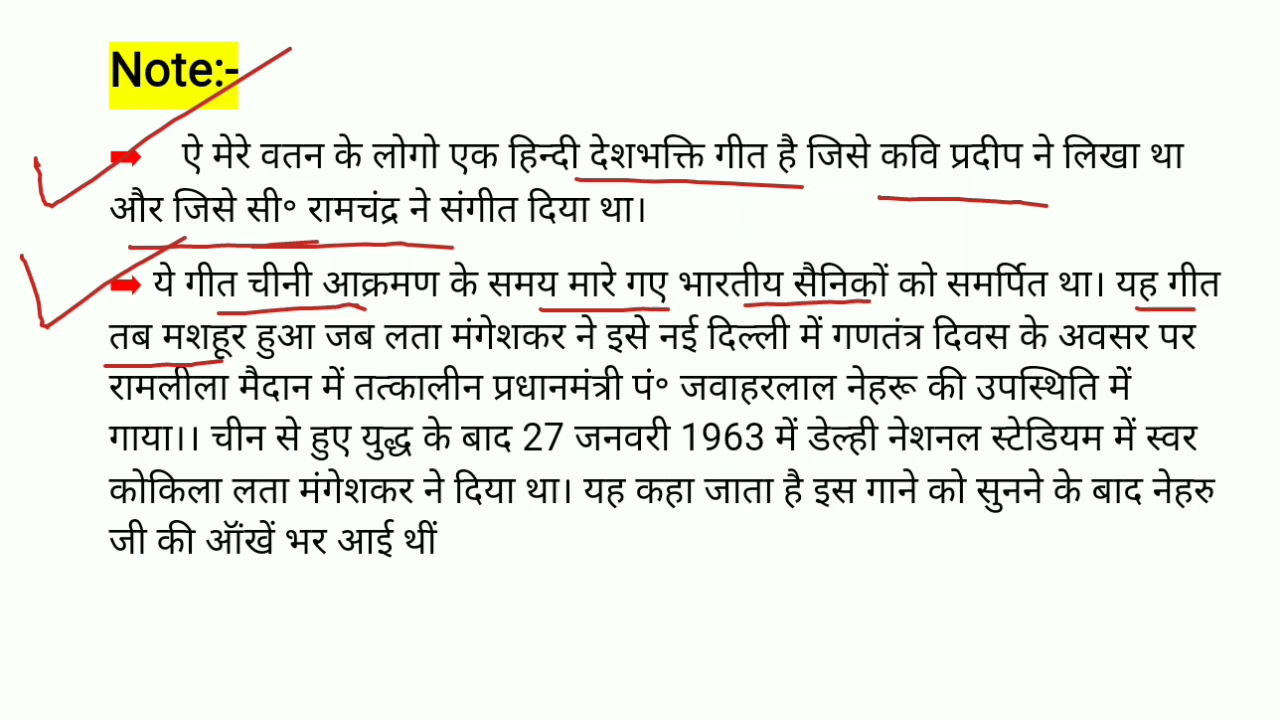 Note:-
➡ ऐ मेरे वतन के लोगो एक हिन्दी देशभक्ति गीत है जिसे कवि प्रदीप ने लिखा था
और जिसे सी॰ रामचंद्र ने संगीत दिया था।
➡ ये गीत चीनी आक्रमण के समय मारे गए भारतीय सैनिकों को समर्पित था। यह गीत
तब मशहूर हुआ जब लता मंगेशकर ने इसे नई दिल्ली में गणतंत्र दिवस के अवसर पर
रामलीला मैदान में तत्कालीन प्रधानमंत्री पं॰ जवाहरलाल नेहरू की उपस्थिति में
गाया।। चीन से हुए युद्ध के बाद 27 जनवरी 1963 में डेल्ही नेशनल स्टेडियम में स्वर
कोकिला लता मंगेशकर ने दिया था। यह कहा जाता है इस गाने को सुनने के बाद नेहरु
जी की ऑंखें भर आई थीं